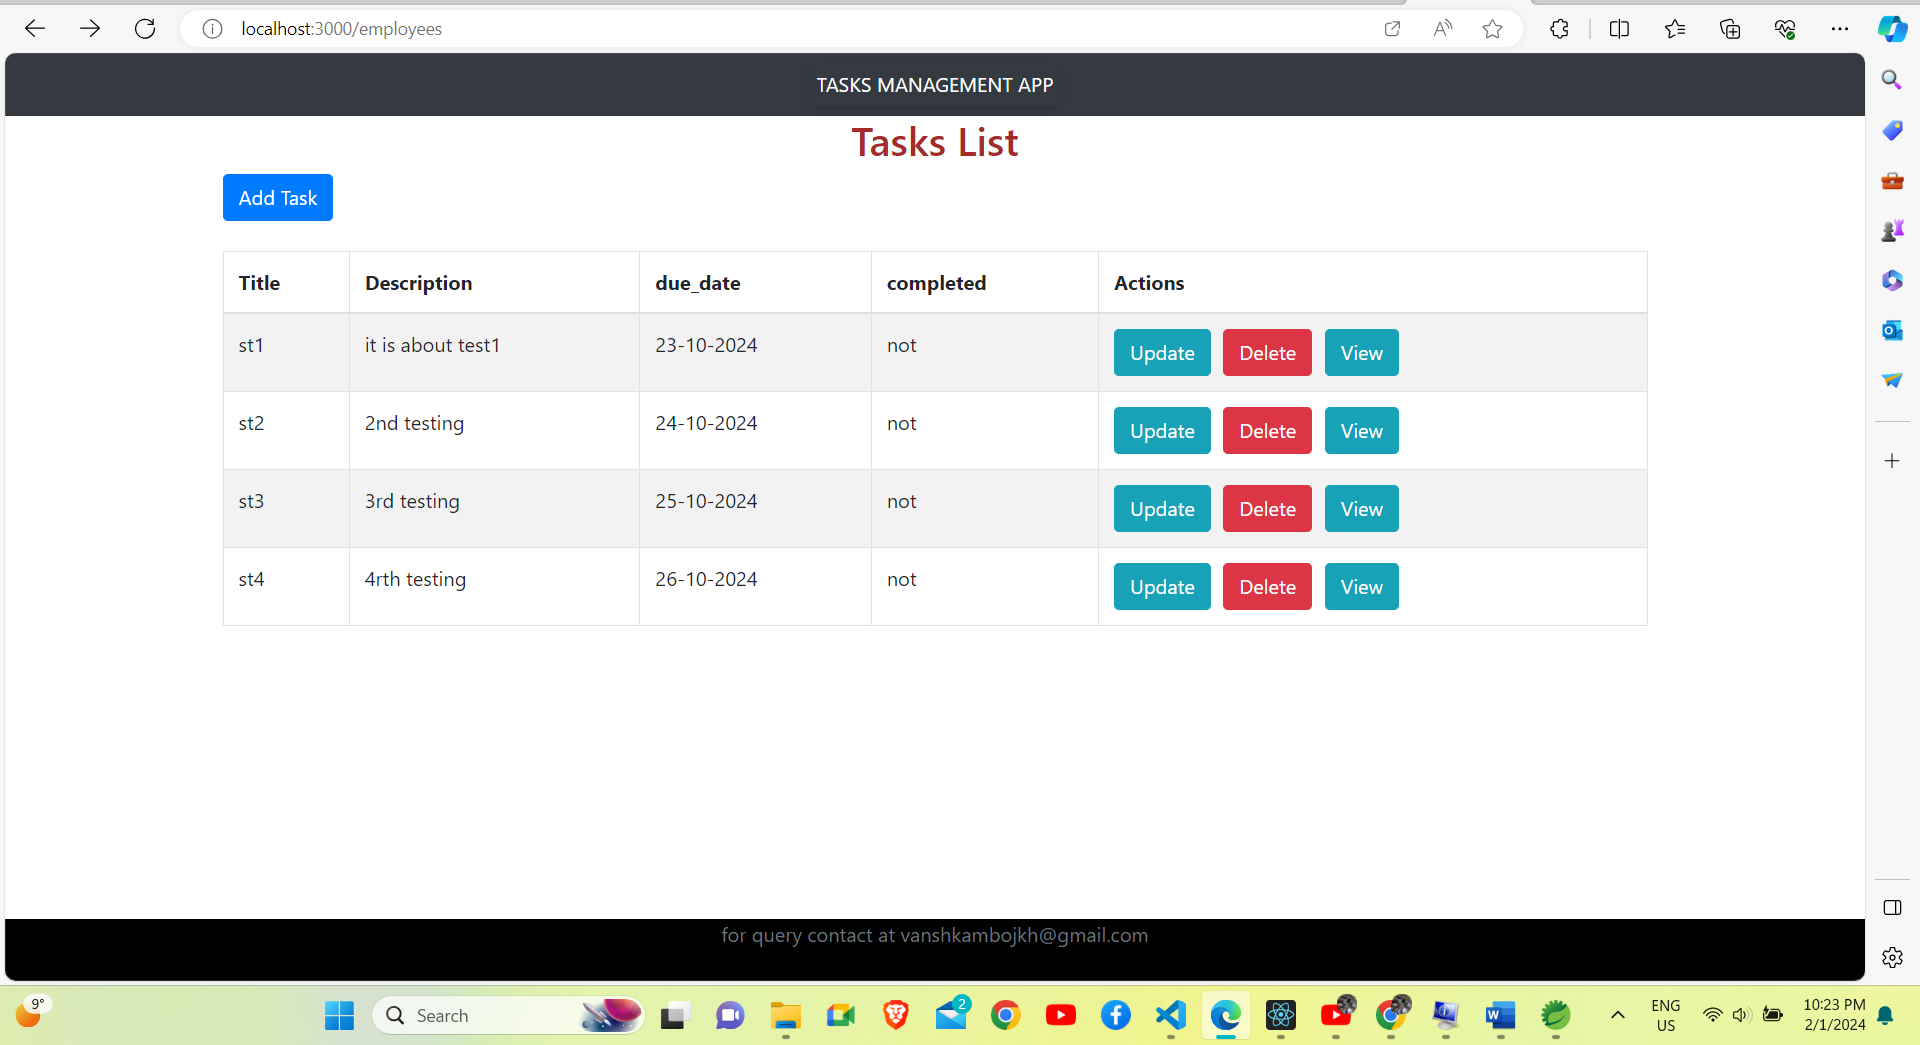 localhost:3000/employees
TASKS MANAGEMENT APP
Tasks List
Add Task
Title Description due_date completed Actions
st1 it is about test1 23-10-2024 not Update Delete View
st2 2nd testing 24-10-2024 not Update Delete View
st3 3rd testing 25-10-2024 not Update Delete View
st4 4rth testing 26-10-2024 not Update Delete View
for query contact at vanshkambojkh@gmail.com
9°
Search
2
ENG
US
10:23 PM
2/1/2024